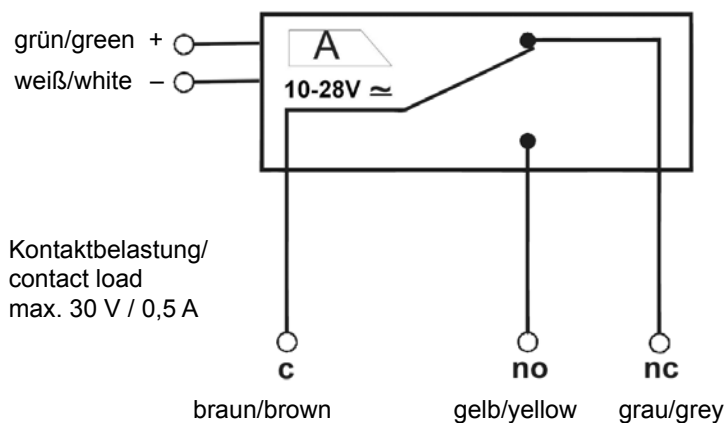 grün/green +
weiß/white –
A
10-28V ≃
Kontaktbelastung/
contact load
max. 30 V / 0,5 A
c no nc
braun/brown gelb/yellow grau/grey